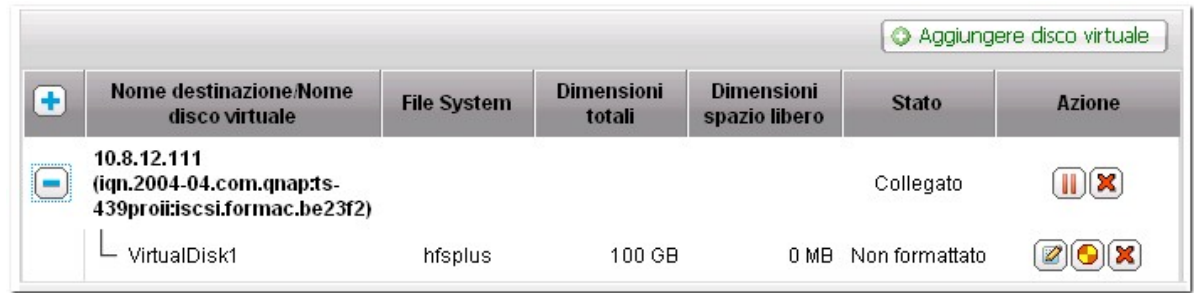 Aggiungere disco virtuale
Nome destinazione/Nome
disco virtuale
File System
Dimensioni
totali
Dimensioni
spazio libero
Stato
Azione
10.8.12.111
(iqn.2004-04.com.qnap:ts-
439proii:iscsi.formac.be23f2)
Collegato
VirtualDisk1
hfsplus
100 GB
0 MB
Non formattato